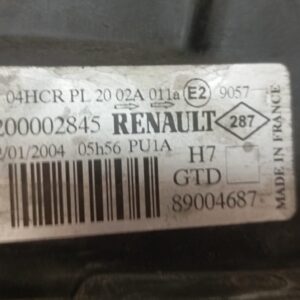 04HCR PL 20 02A 011a E2 9057
200002845 RENAULT 287
/01/2004 05h56 PU1A
H7
GTD
89004687
MADE IN FRANCE